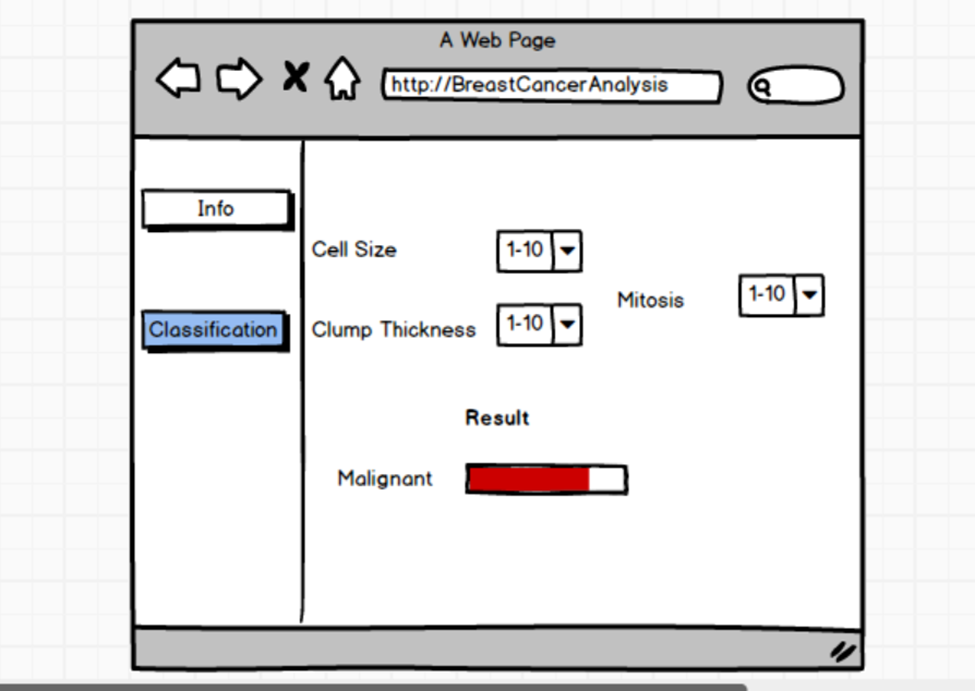 A Web Page
http://BreastCancerAnalysis
Info
Classification
Cell Size 1-10
Mitosis 1-10
Clump Thickness 1-10
Result
Malignant